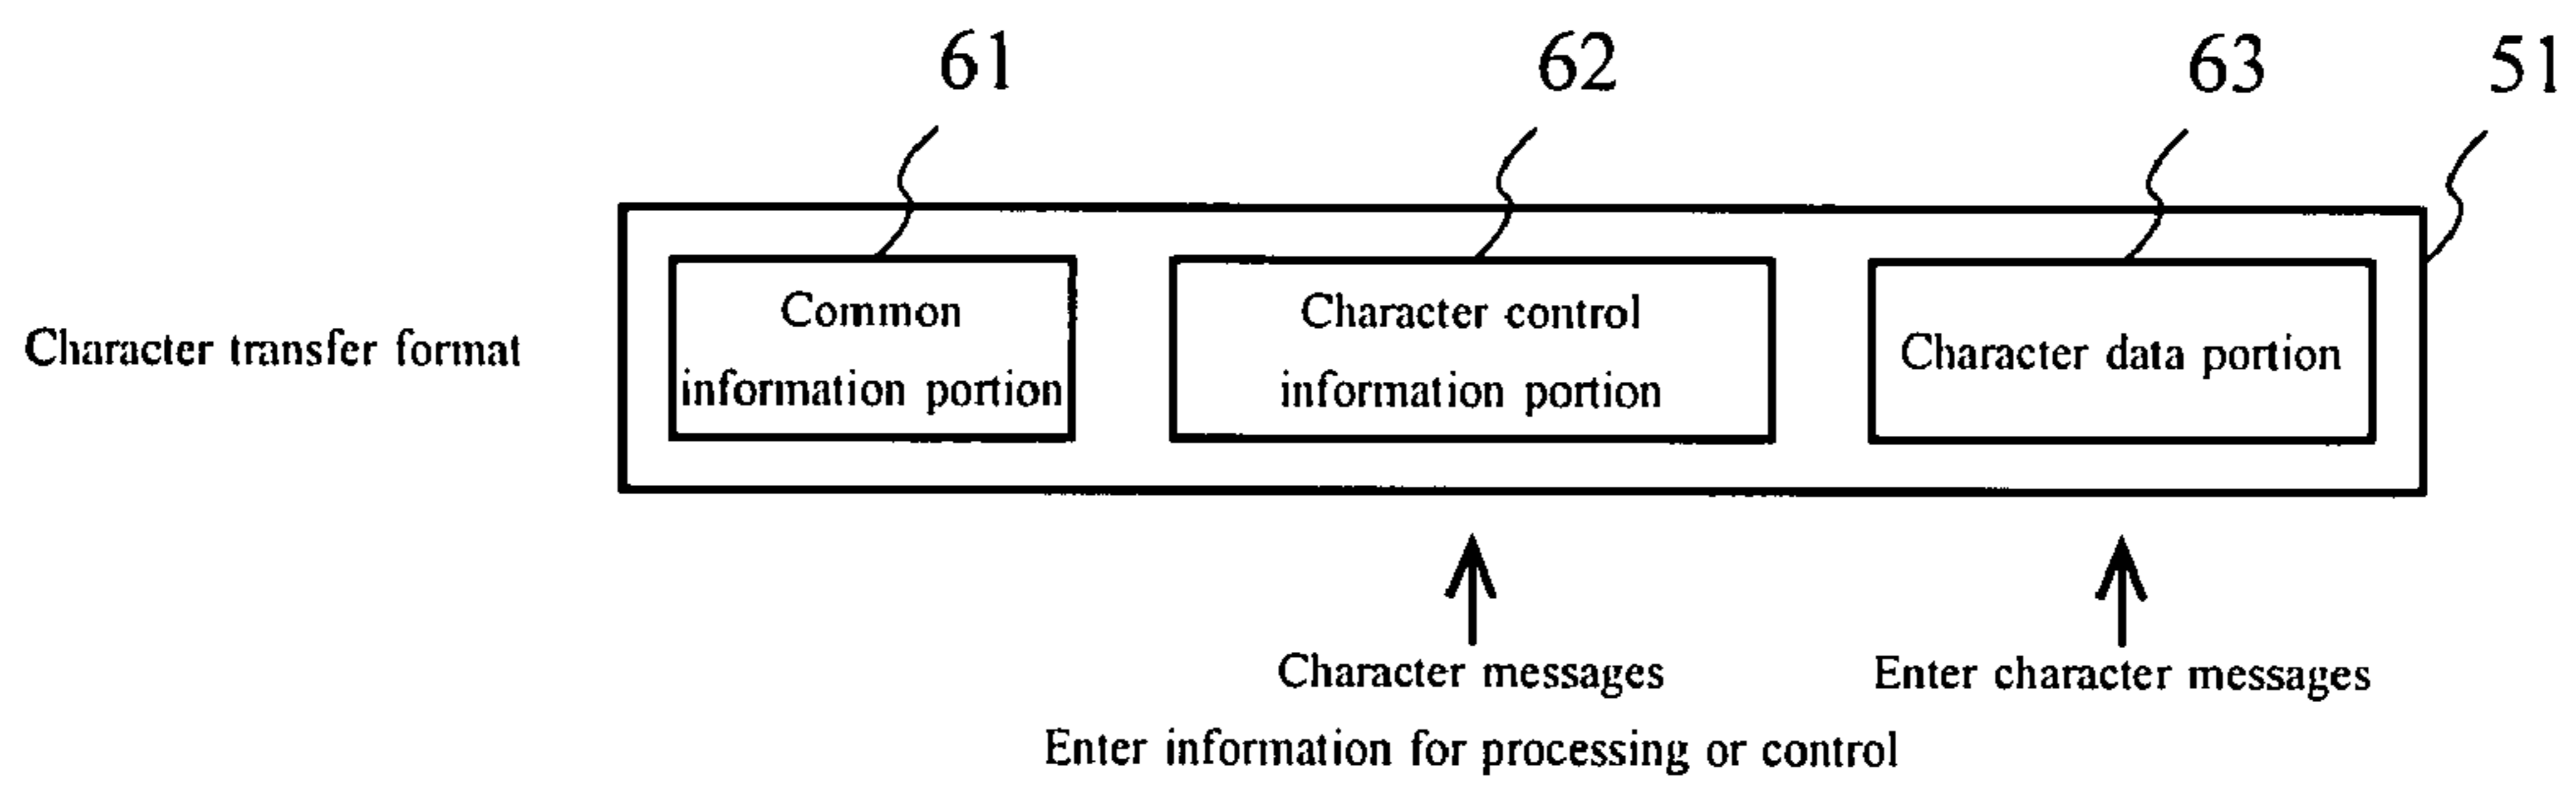 61
62
63
51
Character transfer format
Common
information portion
Character control
information portion
Character data portion
Character messages
Enter information for processing or control
Enter character messages